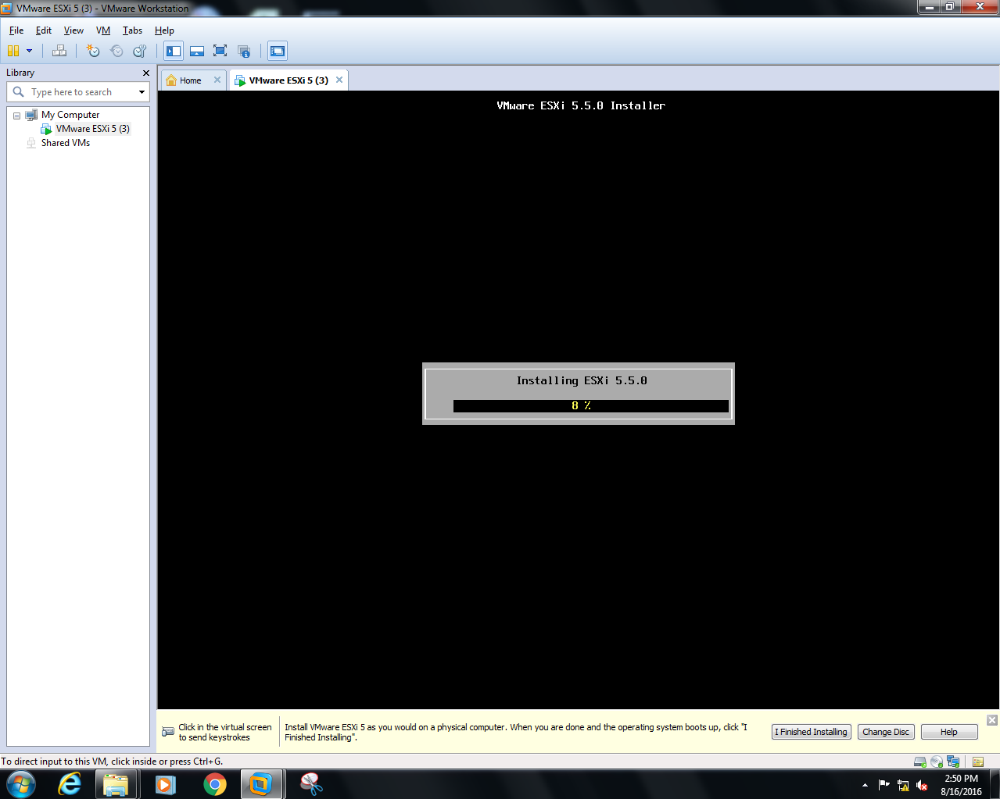 VMware ESXi 5 (3) - VMware Workstation
File Edit View VM Tabs Help
Library
Home
VMware ESXi 5 (3)
Type here to search
My Computer
VMware ESXi 5 (3)
Shared VMs
VMware ESXi 5.5.0 Installer
Installing ESXi 5.5.0
8 %
Click in the virtual screen
to send keystrokes
Install VMware ESXi 5 as you would on a physical computer. When you are done and the operating system boots up, click "I
Finished Installing".
I Finished Installing
Change Disc
Help
To direct input to this VM, click inside or press Ctrl+G.
2:50 PM
8/16/2016